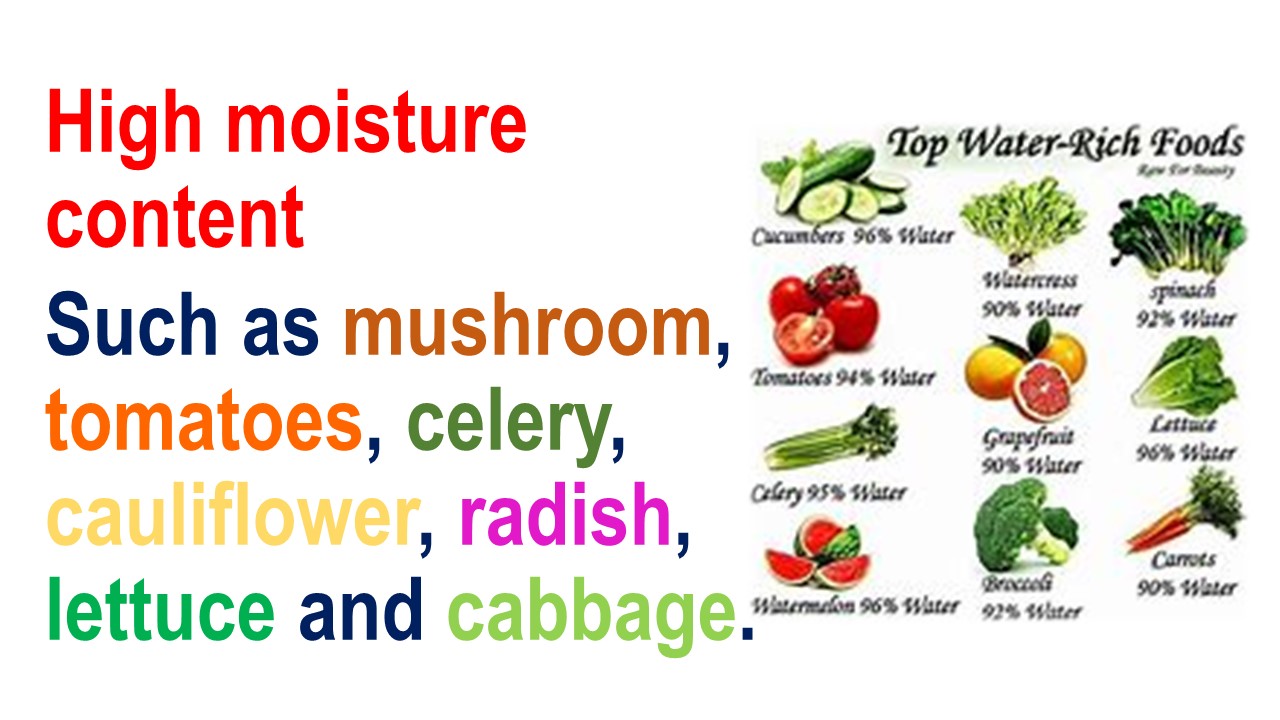 High moisture
content
Such as mushroom,
tomatoes, celery,
cauliflower, radish,
lettuce and cabbage.
Top Water-Rich Foods
Raw For Beauty
Cucumbers 96% Water
Watercress
90% Water
spinach
92% Water
Tomatoes 94% Water
Grapefruit
90% Water
Lettuce
96% Water
Celery 95% Water
Watermelon 96% Water
Broccoli
92% Water
Carrots
90% Water